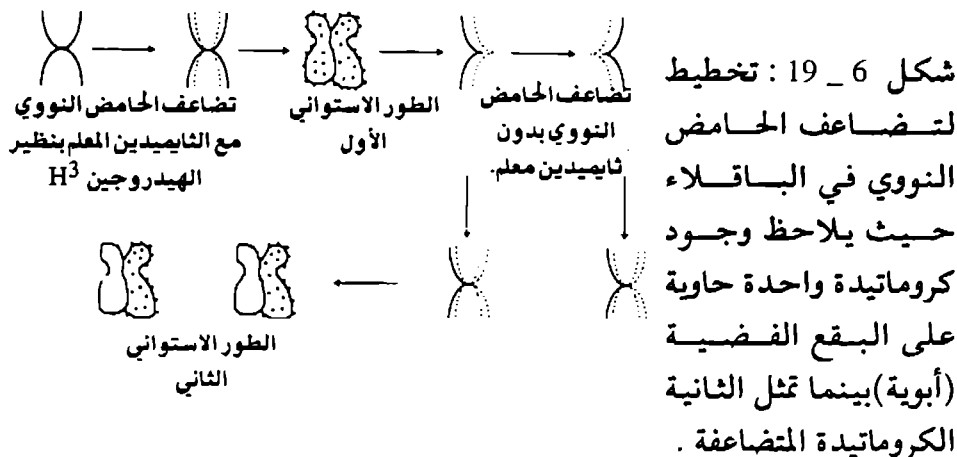 شكل 6 _ 19 : تخطيط
لتضاعف الحامض
النووي في الباقلاء
حيث يلاحظ وجود
كروماتيدة واحدة حاوية
على البقع الفضية
(أبوية) بينما تمثل الثانية
الكروماتيدة المتضاعفة .
تضاعف الحامض النووي
مع الثايميدين المعلم بنظير
الهيدروجين H³
الطور الاستواني
الأول
تضاعف الحامض
النووي بدون
ثايميدين معلم.
الطور الاستواني
الثاني